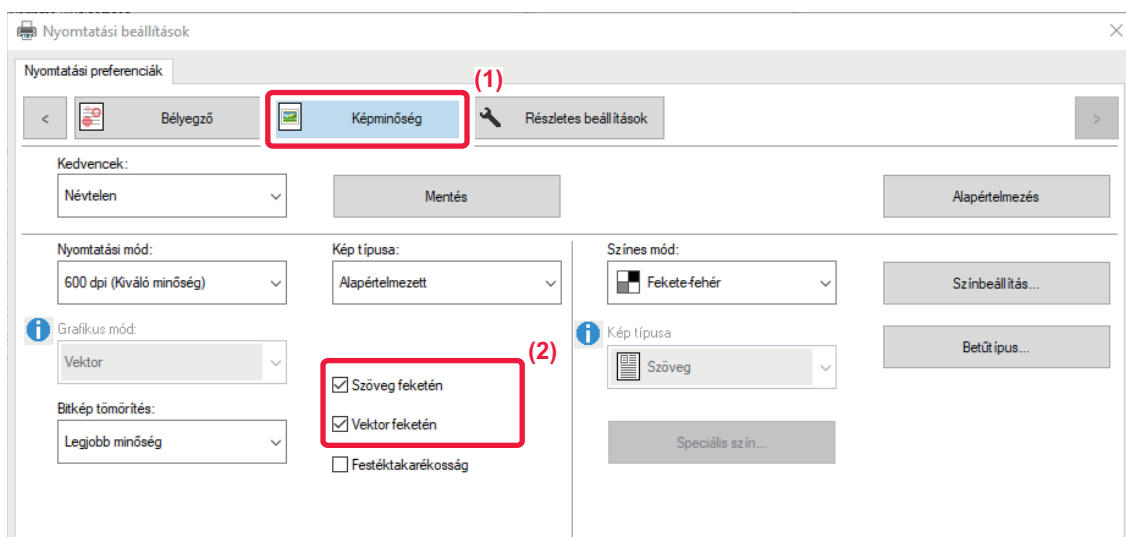 Nyomtatási beállítások
Nyomtatási preferenciák
(1)
< Bélyegző Képminőség Részletes beállítások >
Kedvencek:
Névtelen Mentés Alapértelmezés
Nyomtatási mód: Kép típusa: Színes mód:
600 dpi (Kiváló minőség) Alapértelmezett Fekete-fehér Színbeállítás...
Grafikus mód: Kép típusa
(2) Betűtípus...
Vektor Szöveg
Szöveg feketén
Bitkép tömörítés:
Vektor feketén
Legjobb minőség Speciális szín...
Festéktakarékosság